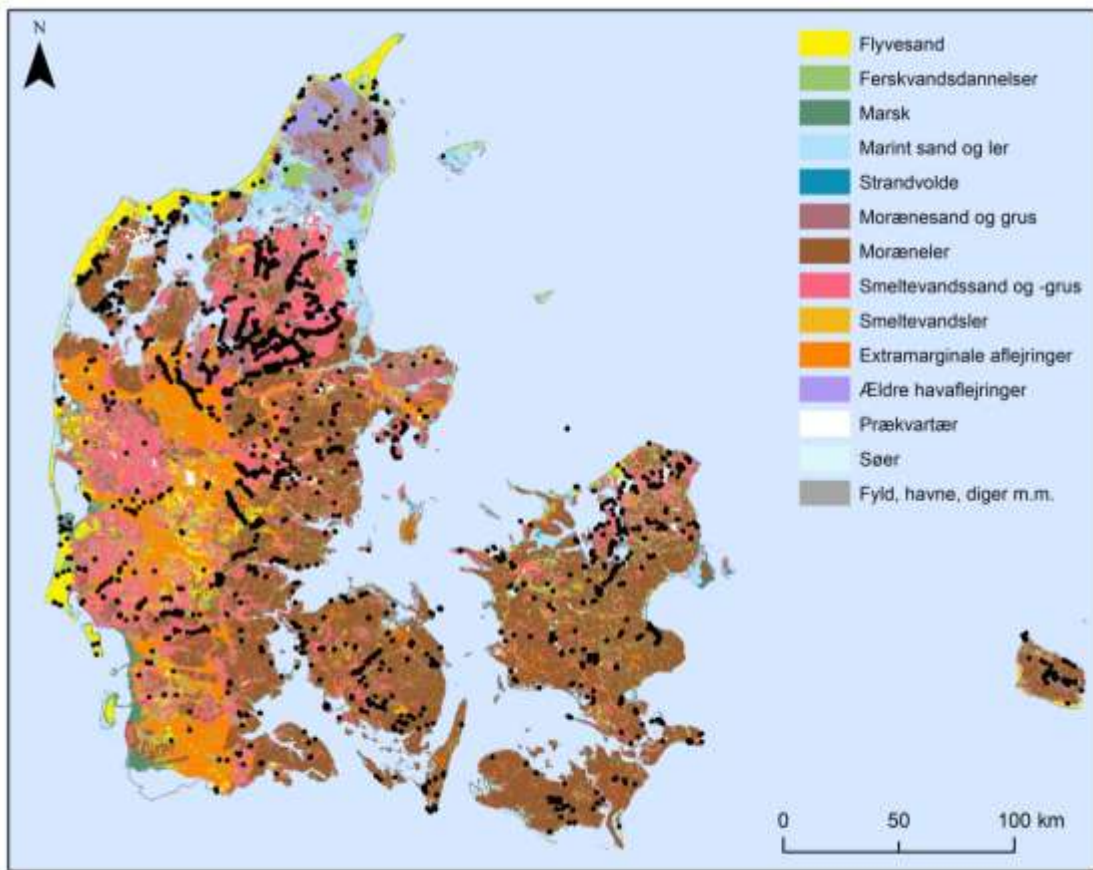 N
Flyvesand
Ferskvandsdannelser
Marsk
Marint sand og ler
Strandvolde
Morænesand og grus
Moræneler
Smeltevandssand og -grus
Smeltevandsler
Extramarginale aflejringer
Ældre havaflejringer
Prækvartær
Søer
Fyld, havne, diger m.m.
0 50 100 km